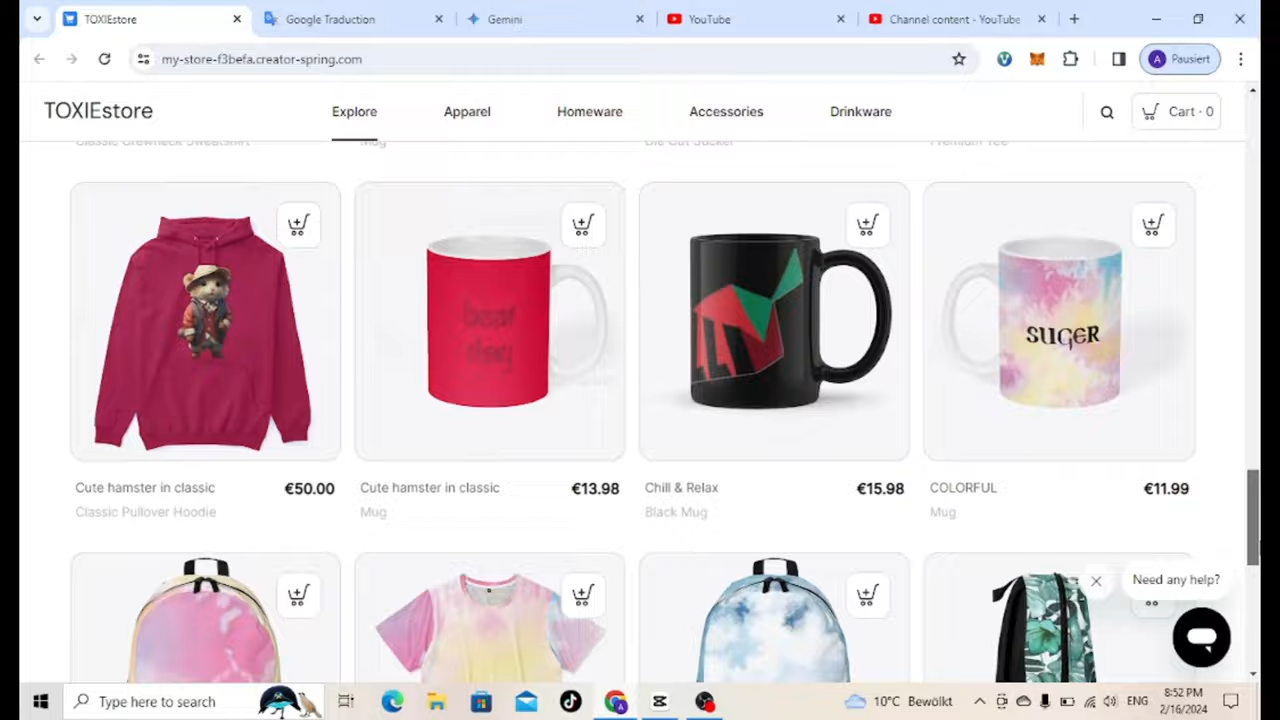 TOXIEstore
Google Traduction
Gemini
YouTube
Channel content - YouTube
my-store-f3befa.creator-spring.com
Pausiert
TOXIEstore
Explore
Apparel
Homeware
Accessories
Drinkware
Cart · 0
Classic Crewneck Sweatshirt
Mug
Die Cut Sticker
Premium Tee
SUGER
Cute hamster in classic
€50.00
Classic Pullover Hoodie
Cute hamster in classic
€13.98
Mug
Chill & Relax
€15.98
Black Mug
COLORFUL
€11.99
Mug
Need any help?
Type here to search
10°C Bewölkt
ENG
8:52 PM
2/16/2024